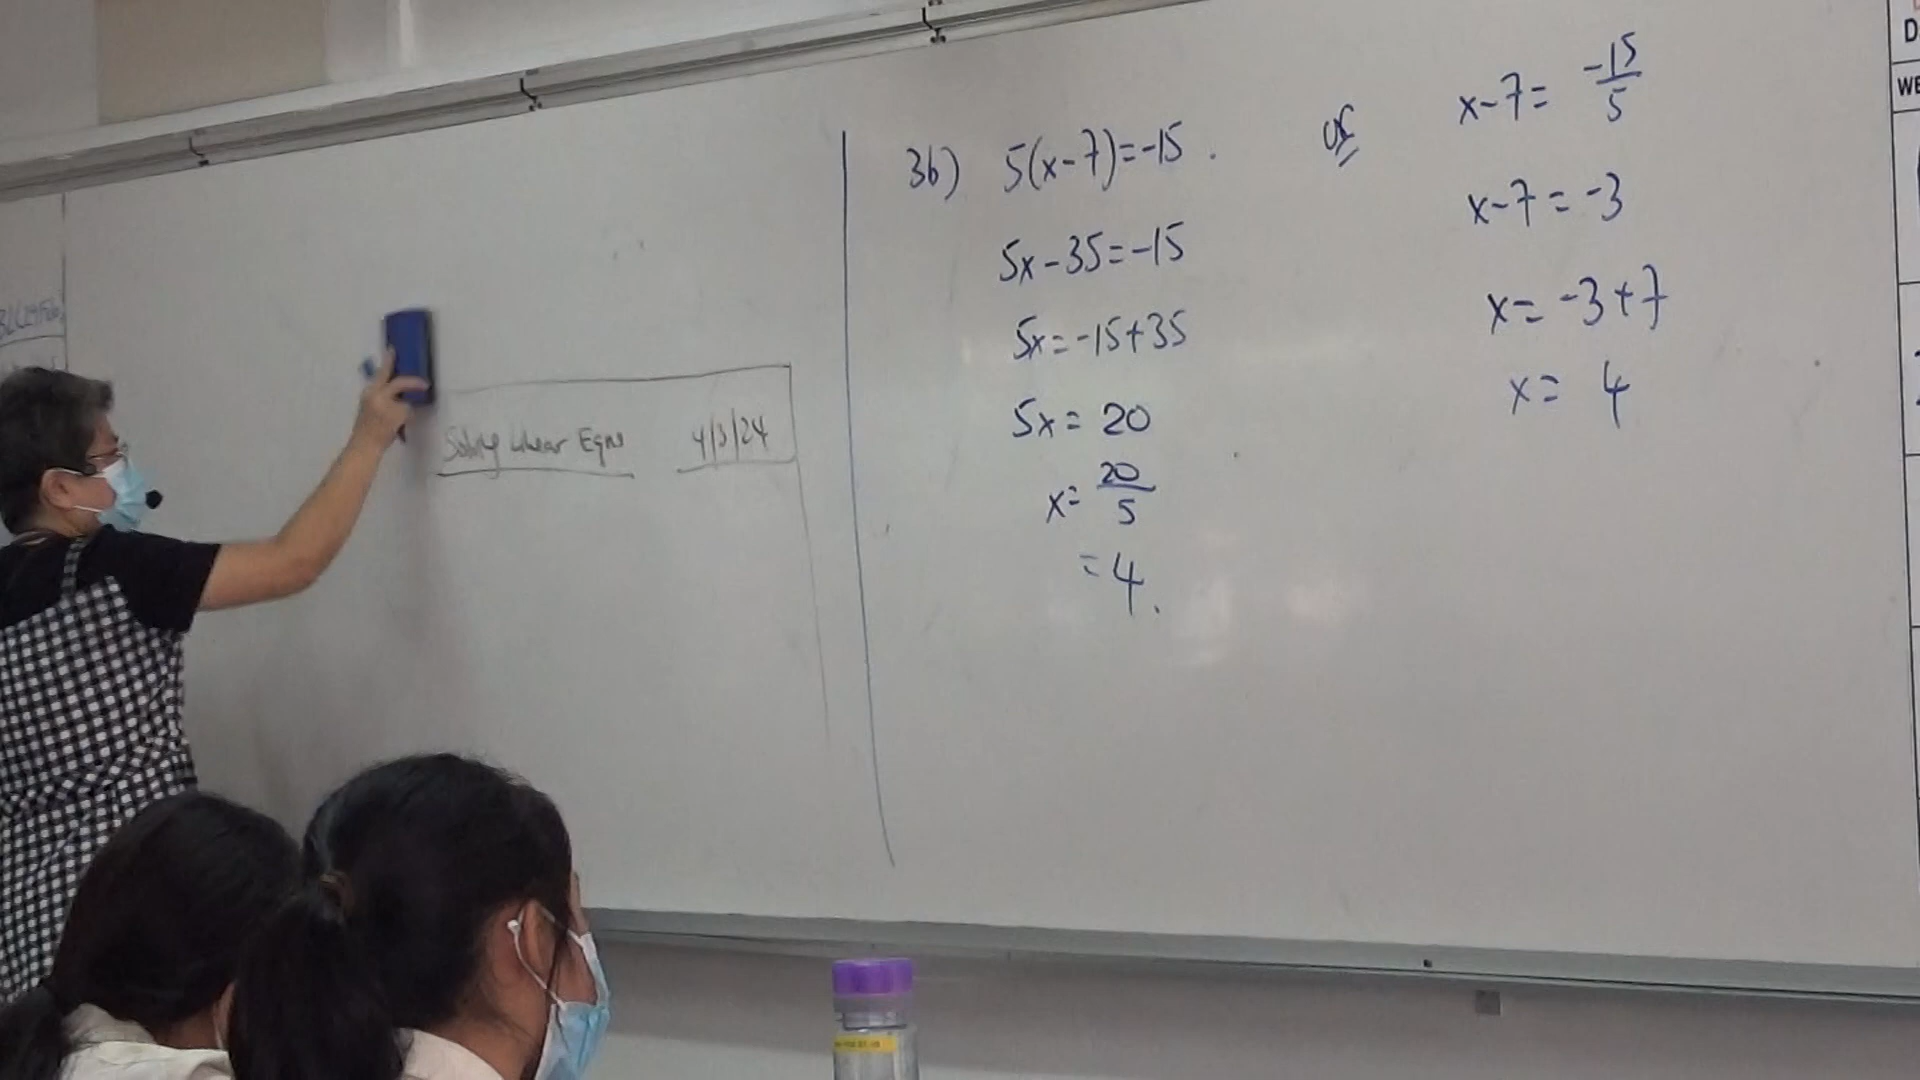 Solving Linear Eqns 4/3/24
3b) 5(x-7)=-15.
5x-35=-15
5x=-15+35
5x=20
x=20/5
=4.
or
x-7=-15/5
x-7=-3
x=-3+7
x=4
D
WE